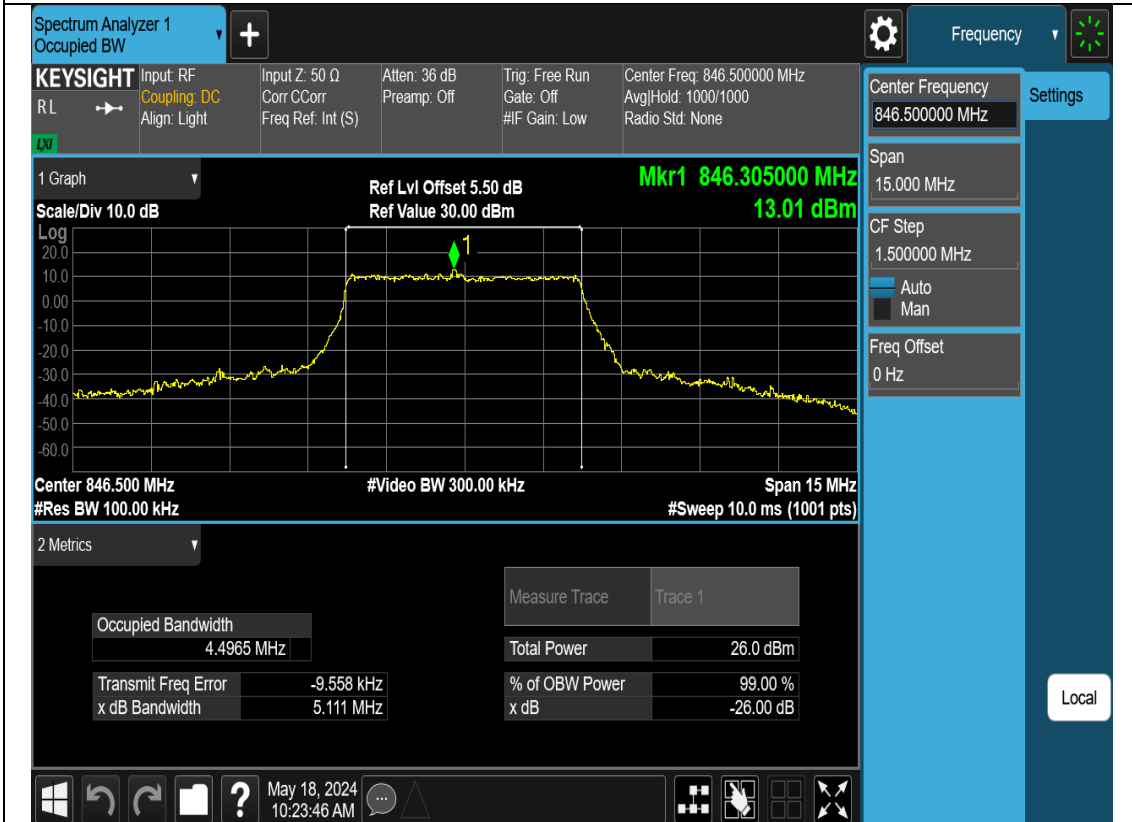 Spectrum Analyzer 1
Occupied BW
Frequency
KEYSIGHT
R L
LXI
Input: RF
Coupling: DC
Align: Light
Input Z: 50 Ω
Corr CCorr
Freq Ref: Int (S)
Atten: 36 dB
Preamp: Off
Trig: Free Run
Gate: Off
#IF Gain: Low
Center Freq: 846.500000 MHz
Avg|Hold: 1000/1000
Radio Std: None
Center Frequency
846.500000 MHz
Settings
Span
15.000 MHz
CF Step
1.500000 MHz
Auto
Man
Freq Offset
0 Hz
Local
1 Graph
Scale/Div 10.0 dB
Ref Lvl Offset 5.50 dB
Ref Value 30.00 dBm
Mkr1 846.305000 MHz
13.01 dBm
Log
1
20.0
10.0
0.00
-10.0
-20.0
-30.0
-40.0
-50.0
-60.0
Center 846.500 MHz
#Video BW 300.00 kHz
Span 15 MHz
#Res BW 100.00 kHz
#Sweep 10.0 ms (1001 pts)
2 Metrics
Measure Trace Trace 1
Occupied Bandwidth
4.4965 MHz
Total Power 26.0 dBm
Transmit Freq Error -9.558 kHz
% of OBW Power 99.00 %
x dB Bandwidth 5.111 MHz
x dB -26.00 dB
May 18, 2024
10:23:46 AM